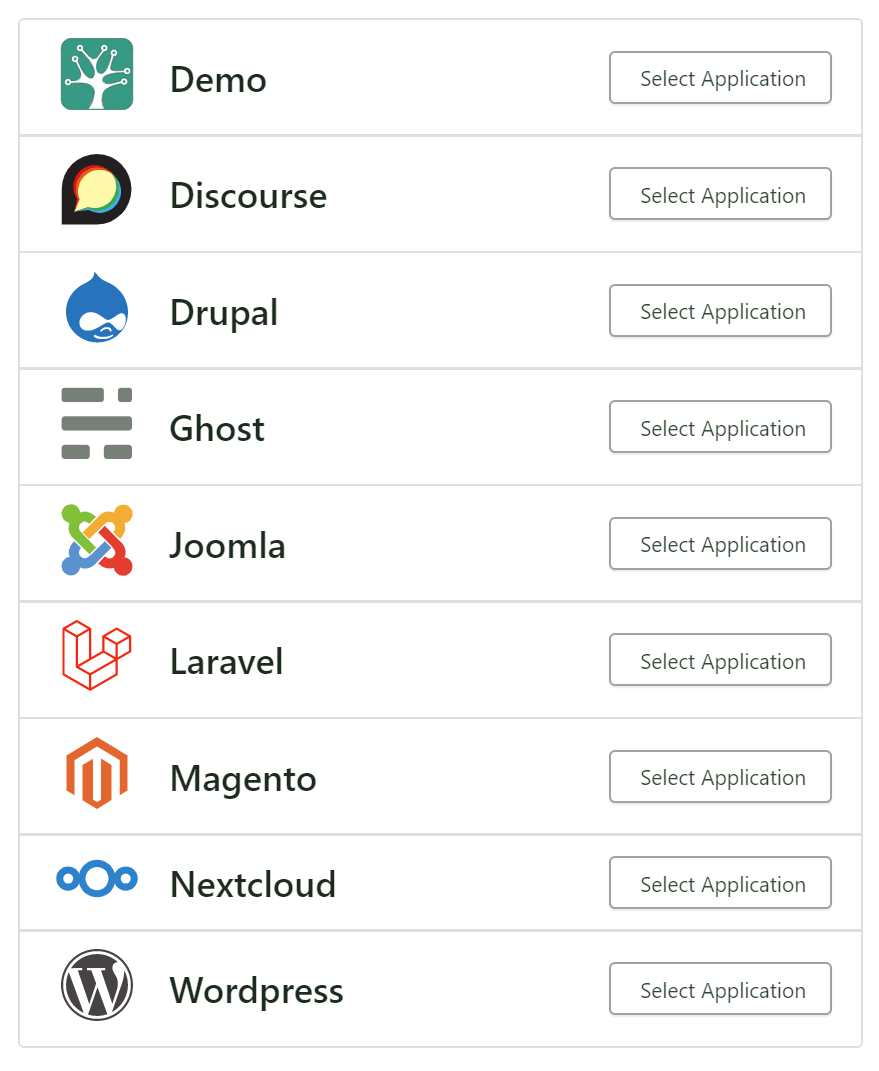 Demo Select Application
Discourse Select Application
Drupal Select Application
Ghost Select Application
Joomla Select Application
Laravel Select Application
Magento Select Application
Nextcloud Select Application
Wordpress Select Application